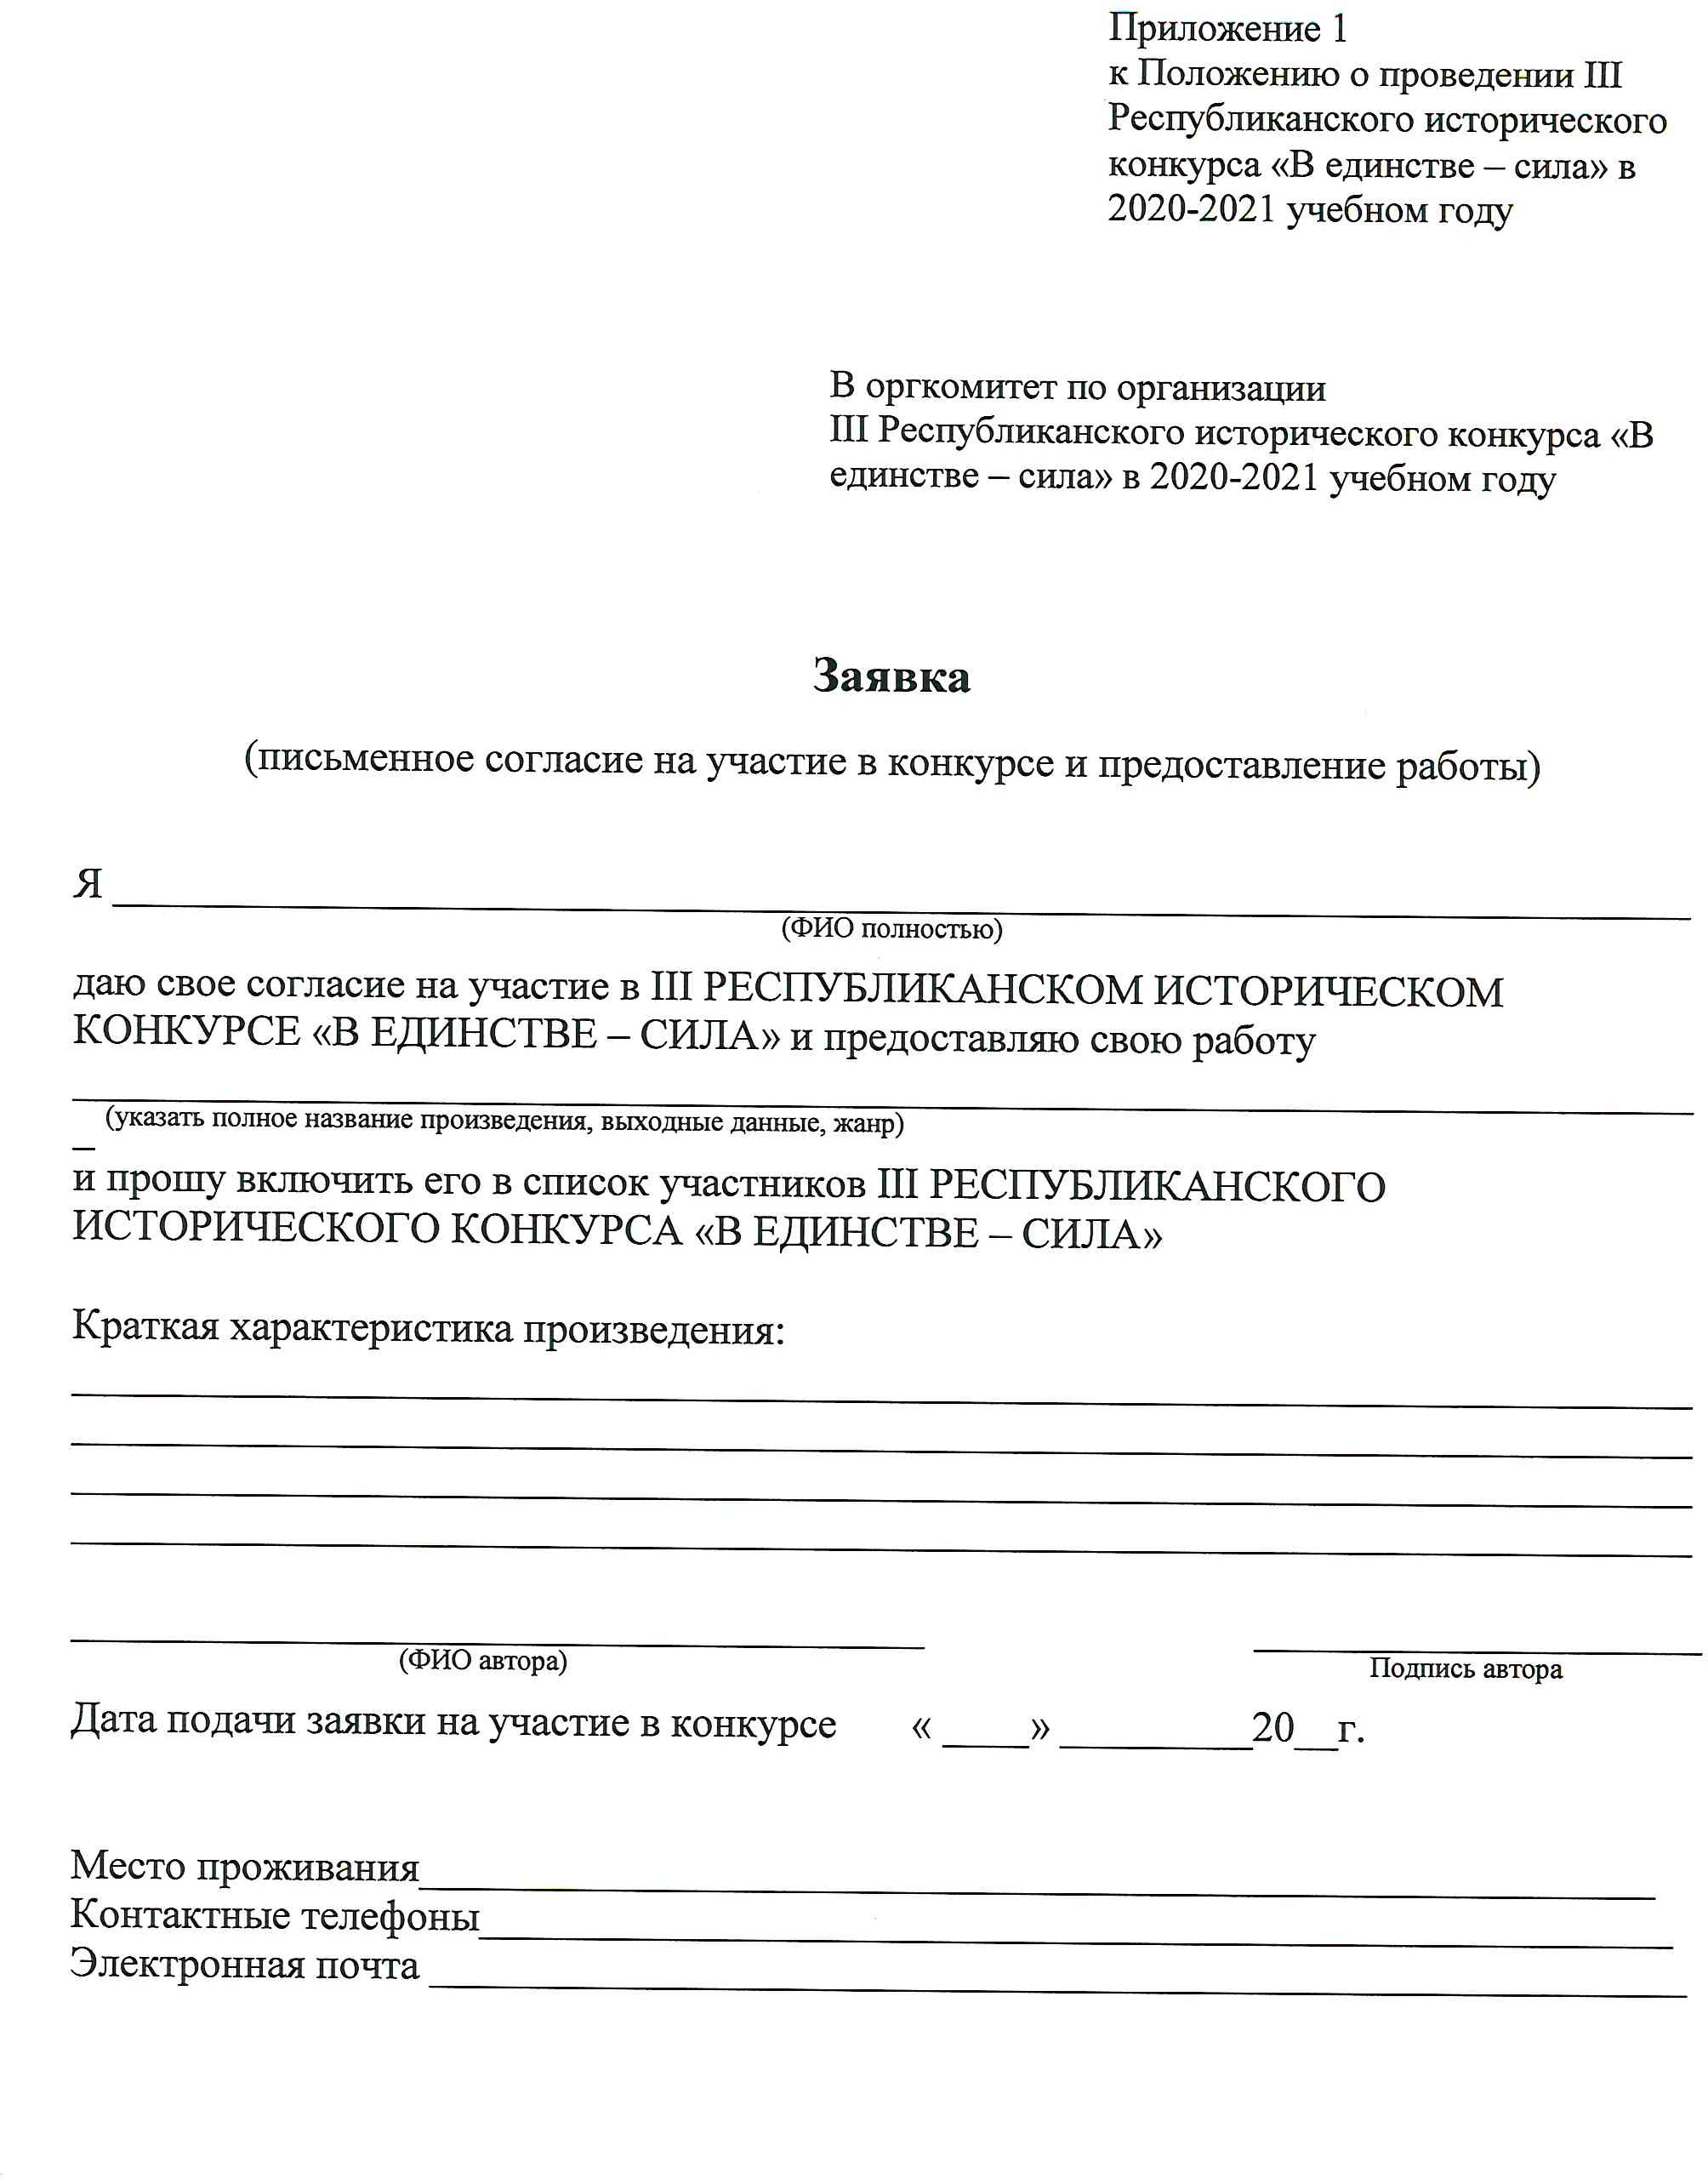 Приложение 1
к Положению о проведении III
Республиканского исторического
конкурса «В единстве – сила» в
2020-2021 учебном году
В оргкомитет по организации
III Республиканского исторического конкурса «В
единстве – сила» в 2020-2021 учебном году
Заявка
(письменное согласие на участие в конкурсе и предоставление работы)
Я
(ФИО полностью)
даю свое согласие на участие в III РЕСПУБЛИКАНСКОМ ИСТОРИЧЕСКОМ
КОНКУРСЕ «В ЕДИНСТВЕ – СИЛА» и предоставляю свою работу
(указать полное название произведения, выходные данные, жанр)
и прошу включить его в список участников III РЕСПУБЛИКАНСКОГО
ИСТОРИЧЕСКОГО КОНКУРСА «В ЕДИНСТВЕ – СИЛА»
Краткая характеристика произведения:
(ФИО автора) Подпись автора
Дата подачи заявки на участие в конкурсе « ____» _________20__г.
Место проживания
Контактные телефоны
Электронная почта